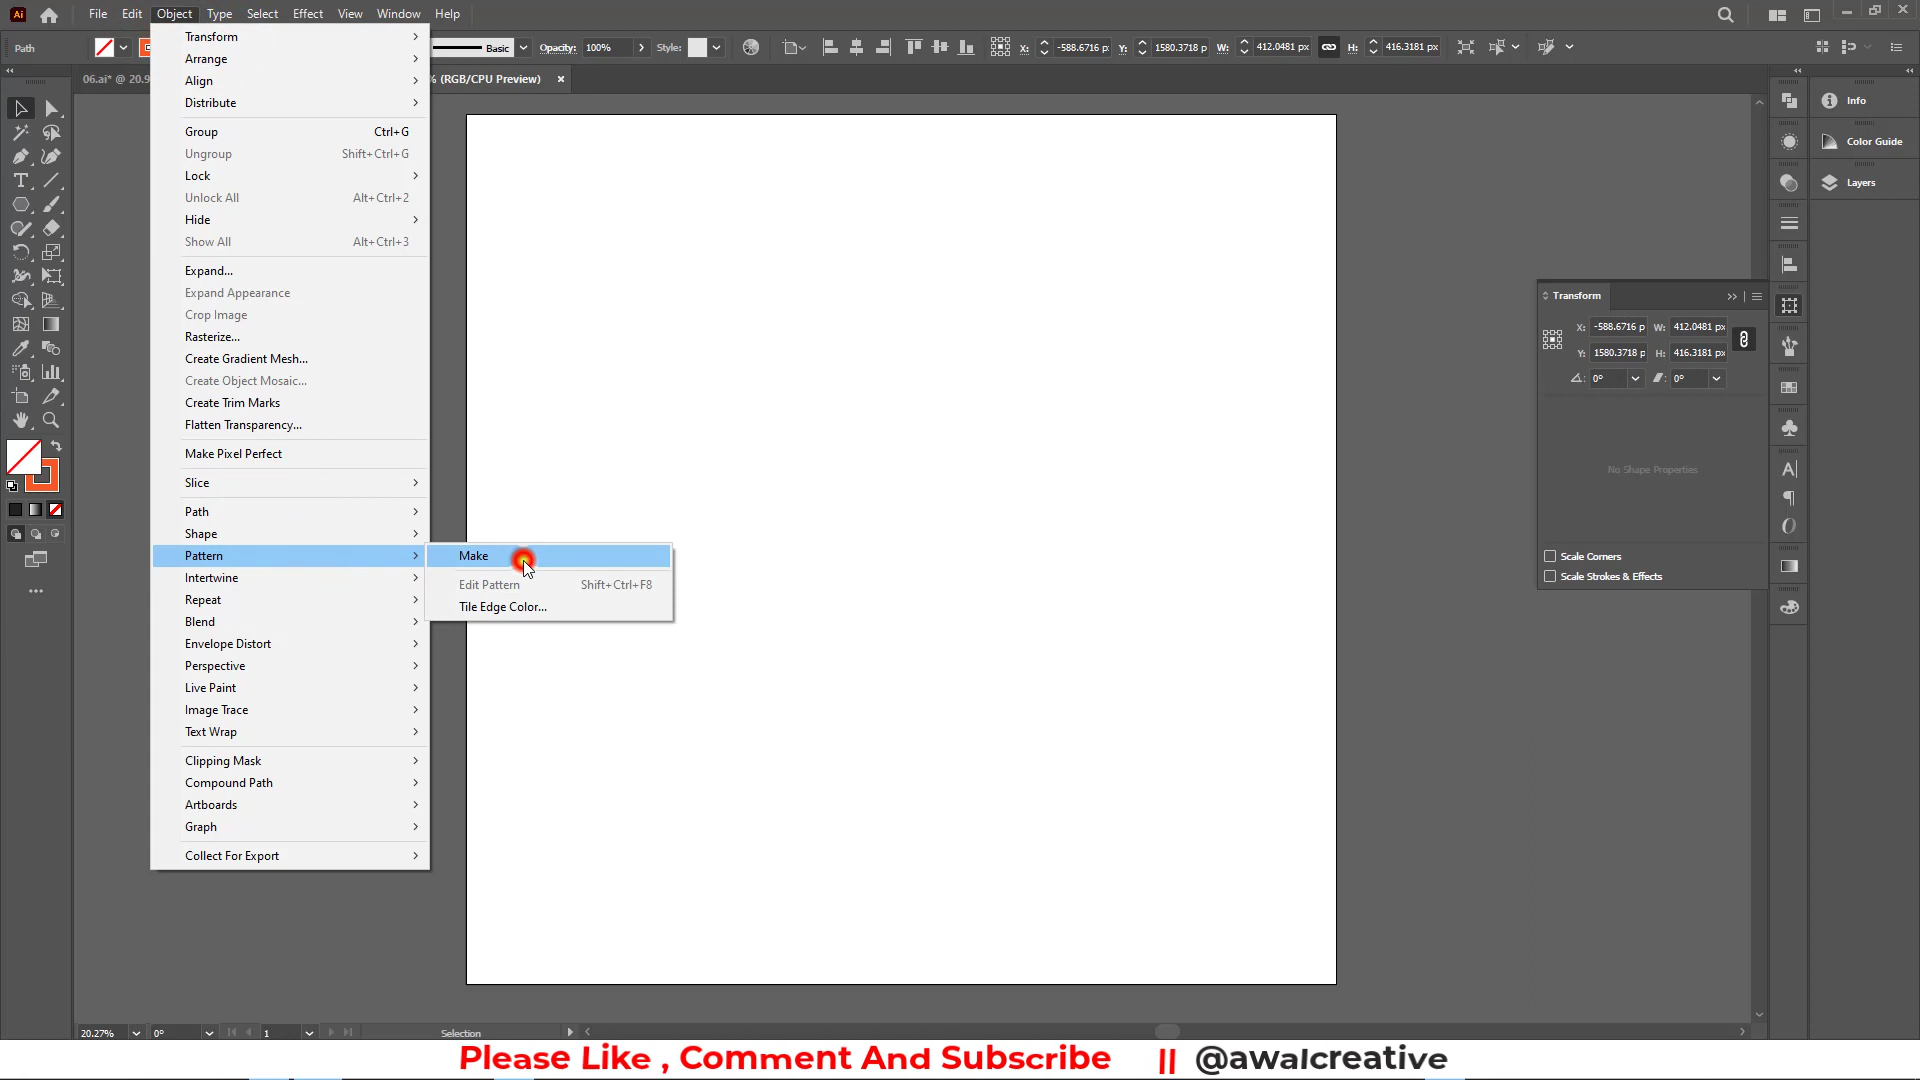 Ai File Edit Object Type Select Effect View Window Help
Path Basic Opacity: 100% Style: X: -588.6716 p Y: 1580.3718 p W: 412.0481 px H: 416.3181 px
06.ai* @ 20.9 % (RGB/CPU Preview) ×
Transform
Arrange
Align
Distribute
Group Ctrl+G
Ungroup Shift+Ctrl+G
Lock
Unlock All Alt+Ctrl+2
Hide
Show All Alt+Ctrl+3
Expand...
Expand Appearance
Crop Image
Rasterize...
Create Gradient Mesh...
Create Object Mosaic...
Create Trim Marks
Flatten Transparency...
Make Pixel Perfect
Slice
Path
Shape
Pattern
Intertwine
Repeat
Blend
Envelope Distort
Perspective
Live Paint
Image Trace
Text Wrap
Clipping Mask
Compound Path
Artboards
Graph
Collect For Export
Make
Edit Pattern Shift+Ctrl+F8
Tile Edge Color...
Info
Color Guide
Layers
Transform
X: -588.6716 p W: 412.0481 px
Y: 1580.3718 p H: 416.3181 px
0° 0°
No Shape Properties
Scale Corners
Scale Strokes & Effects
20.27% 0° 1 Selection
Please Like , Comment And Subscribe || @awalcreative